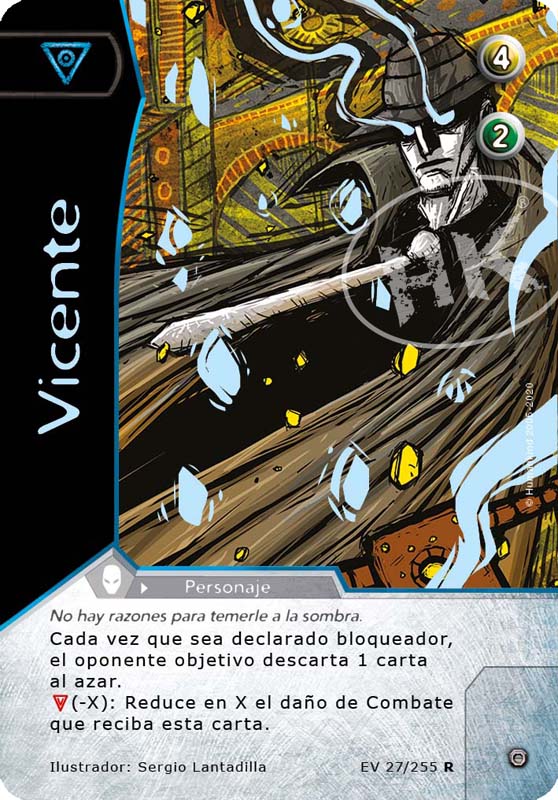 4
2
Vicente
HK
®
Personaje
No hay razones para temerle a la sombra.
Cada vez que sea declarado bloqueador,
el oponente objetivo descarta 1 carta
al azar.
(-X): Reduce en X el daño de Combate
que reciba esta carta.
Ilustrador: Sergio Lantadilla
EV 27/255 R